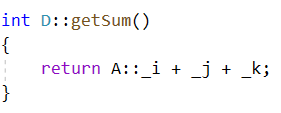 int D::getSum()
{
    return A::_i + _j + _k;
}